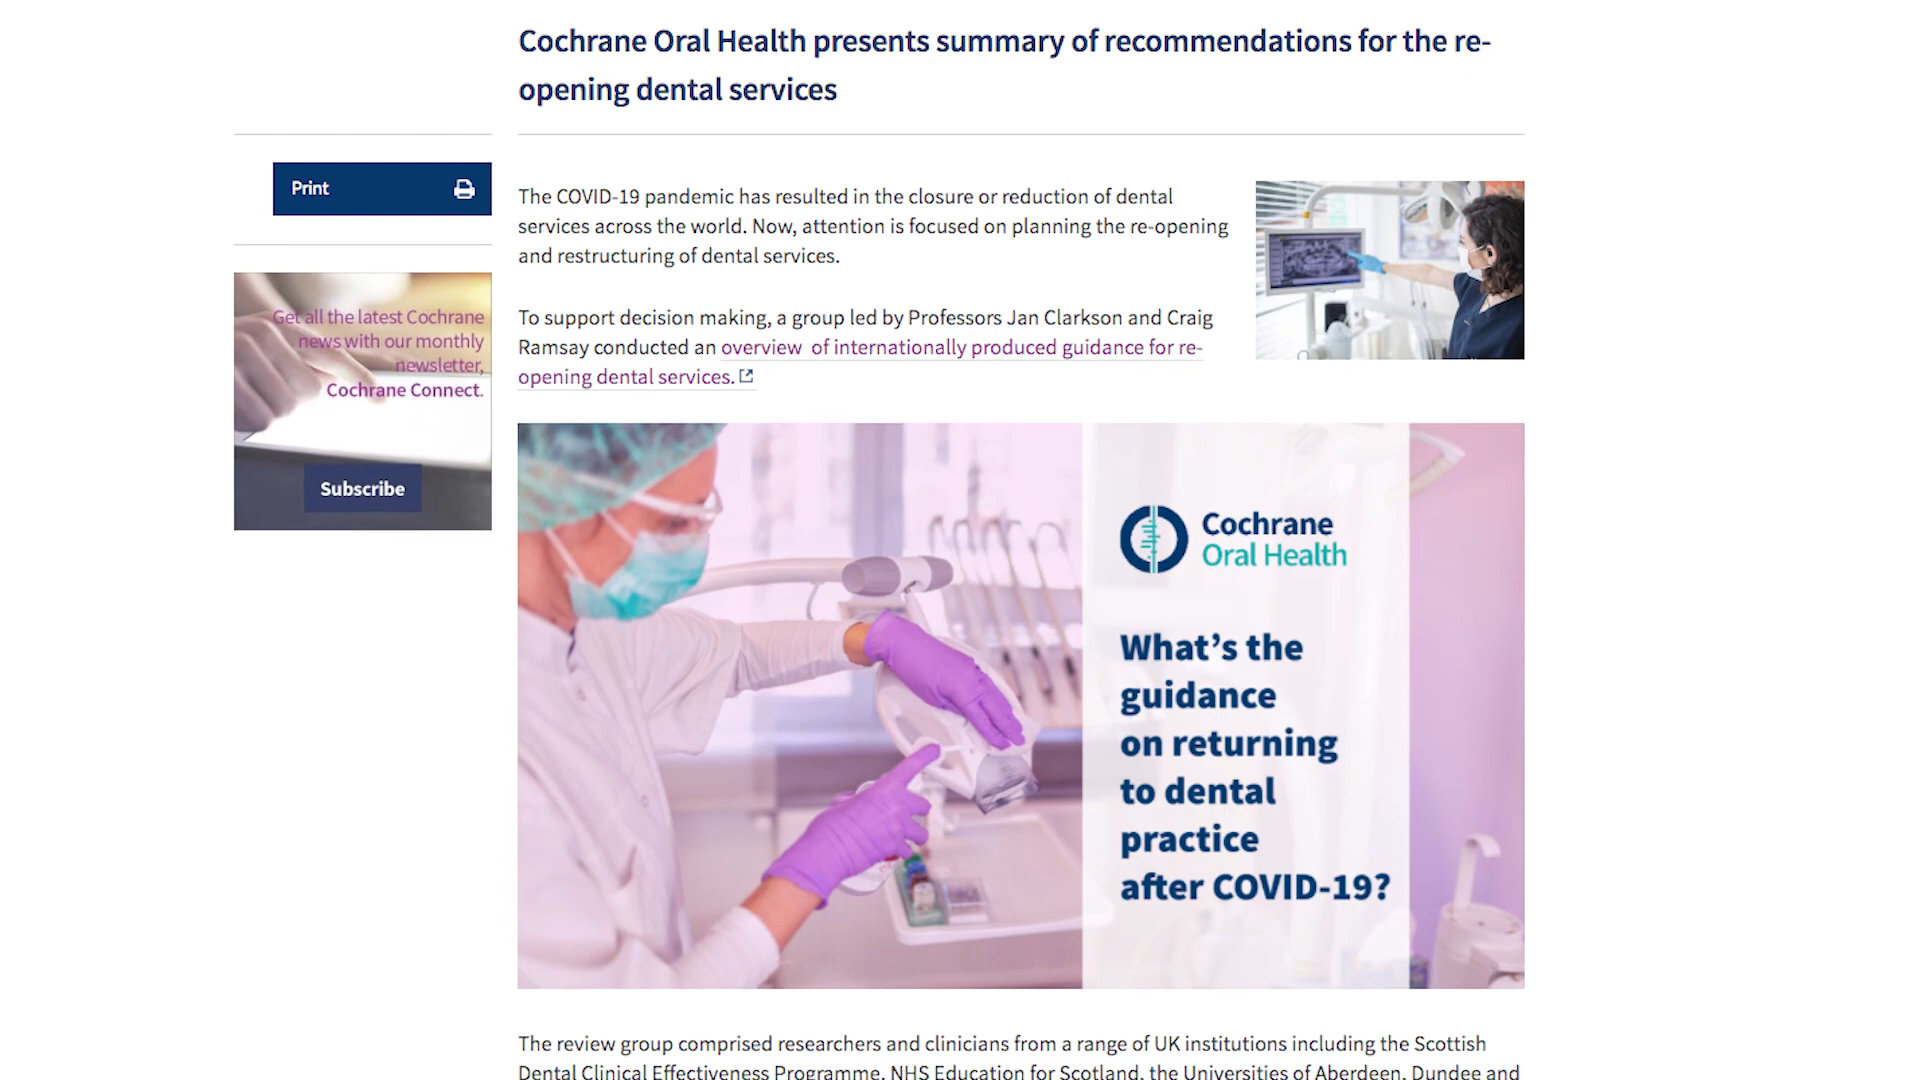 Cochrane Oral Health presents summary of recommendations for the re-
opening dental services
Print
Get all the latest Cochrane
news with our monthly
newsletter,
Cochrane Connect.
Subscribe
The COVID-19 pandemic has resulted in the closure or reduction of dental
services across the world. Now, attention is focused on planning the re-opening
and restructuring of dental services.
To support decision making, a group led by Professors Jan Clarkson and Craig
Ramsay conducted an overview of internationally produced guidance for re-
opening dental services.
Cochrane
Oral Health
What’s the
guidance
on returning
to dental
practice
after COVID-19?
The review group comprised researchers and clinicians from a range of UK institutions including the Scottish
Dental Clinical Effectiveness Programme, NHS Education for Scotland, the Universities of Aberdeen, Dundee and